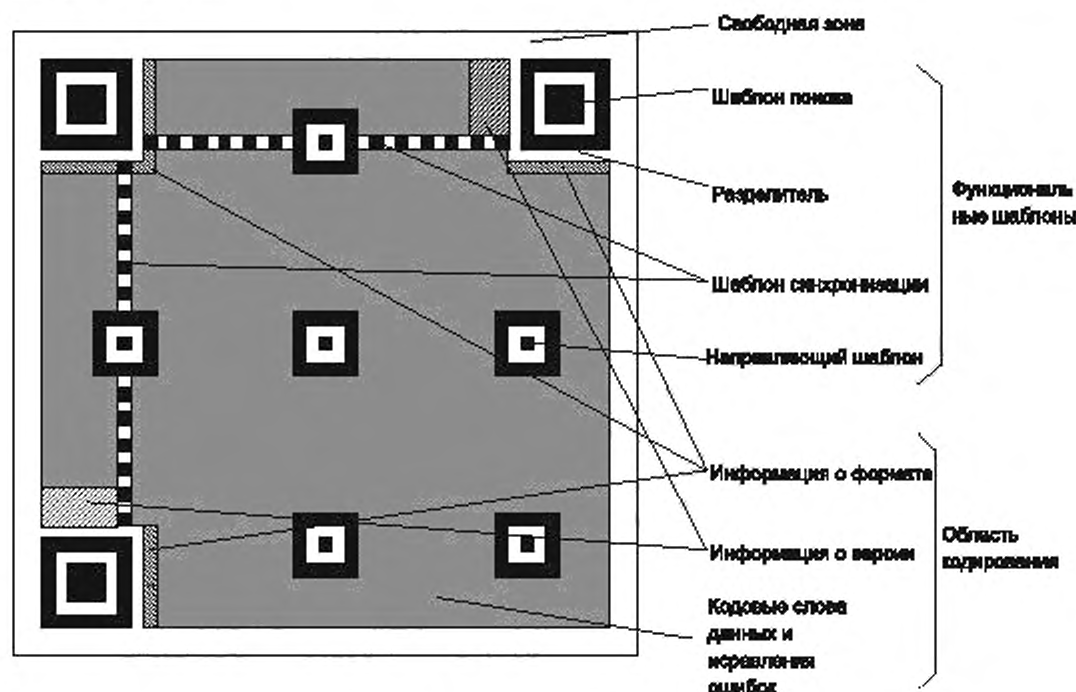 Свободная зона
Шаблон поиска
Разделитель
Функциональ
ные шаблоны
Шаблон синхронизации
Направляющий шаблон
Информация о формате
Информация о версии
Область
кодирования
Кодовые слова
данных и
исравления
ошибок